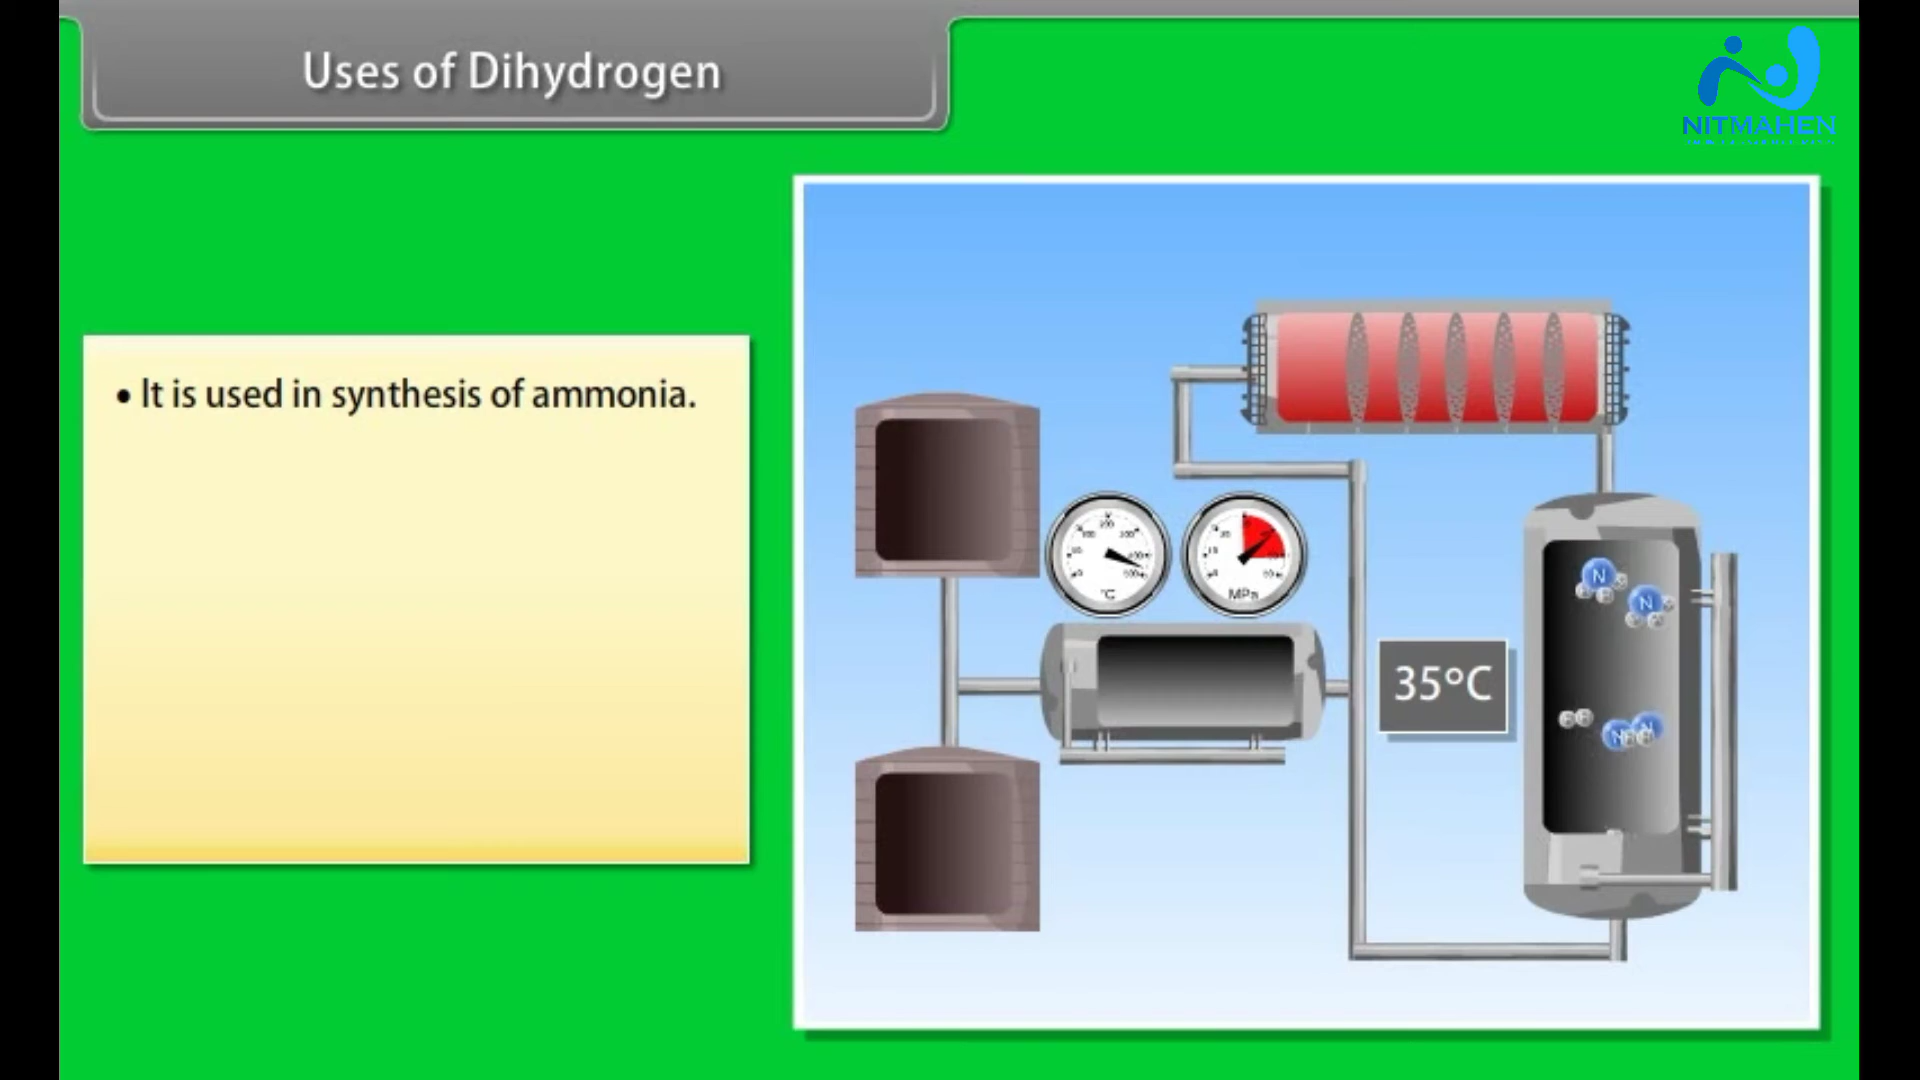 Uses of Dihydrogen
NITMAHEN
• It is used in synthesis of ammonia.
°C
MPa
35°C
N
N
N